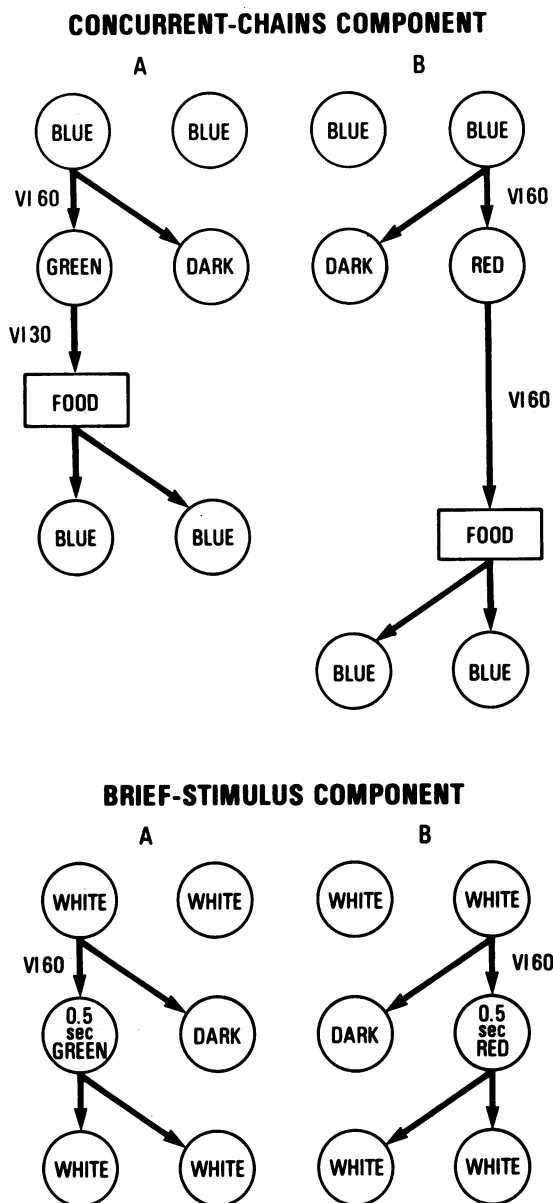 CONCURRENT-CHAINS COMPONENT
A B
BLUE BLUE BLUE BLUE
VI 60 VI 60
GREEN DARK DARK RED
VI 30
FOOD
VI 60
BLUE BLUE
FOOD
BLUE BLUE
BRIEF-STIMULUS COMPONENT
A B
WHITE WHITE WHITE WHITE
VI 60 VI 60
0.5
sec
GREEN
DARK DARK
0.5
sec
RED
WHITE WHITE WHITE WHITE